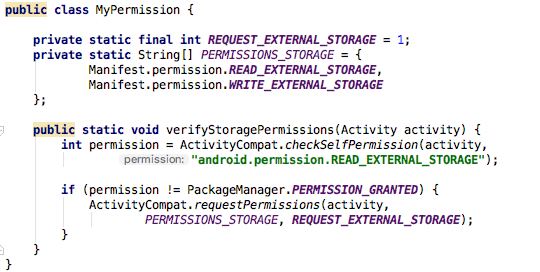 public class MyPermission {
private static final int REQUEST_EXTERNAL_STORAGE = 1;
private static String[] PERMISSIONS_STORAGE = {
Manifest.permission.READ_EXTERNAL_STORAGE,
Manifest.permission.WRITE_EXTERNAL_STORAGE
};
public static void verifyStoragePermissions(Activity activity) {
int permission = ActivityCompat.checkSelfPermission(activity,
permission: "android.permission.READ_EXTERNAL_STORAGE");
if (permission != PackageManager.PERMISSION_GRANTED) {
ActivityCompat.requestPermissions(activity,
PERMISSIONS_STORAGE, REQUEST_EXTERNAL_STORAGE);
}
}
}